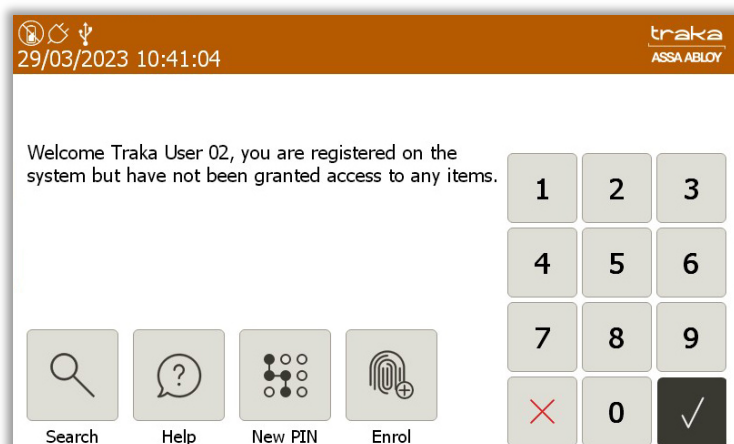 29/03/2023 10:41:04
traka
ASSA ABLOY
Welcome Traka User 02, you are registered on the
system but have not been granted access to any items.
1 2 3
4 5 6
7 8 9
0
Search Help New PIN Enrol